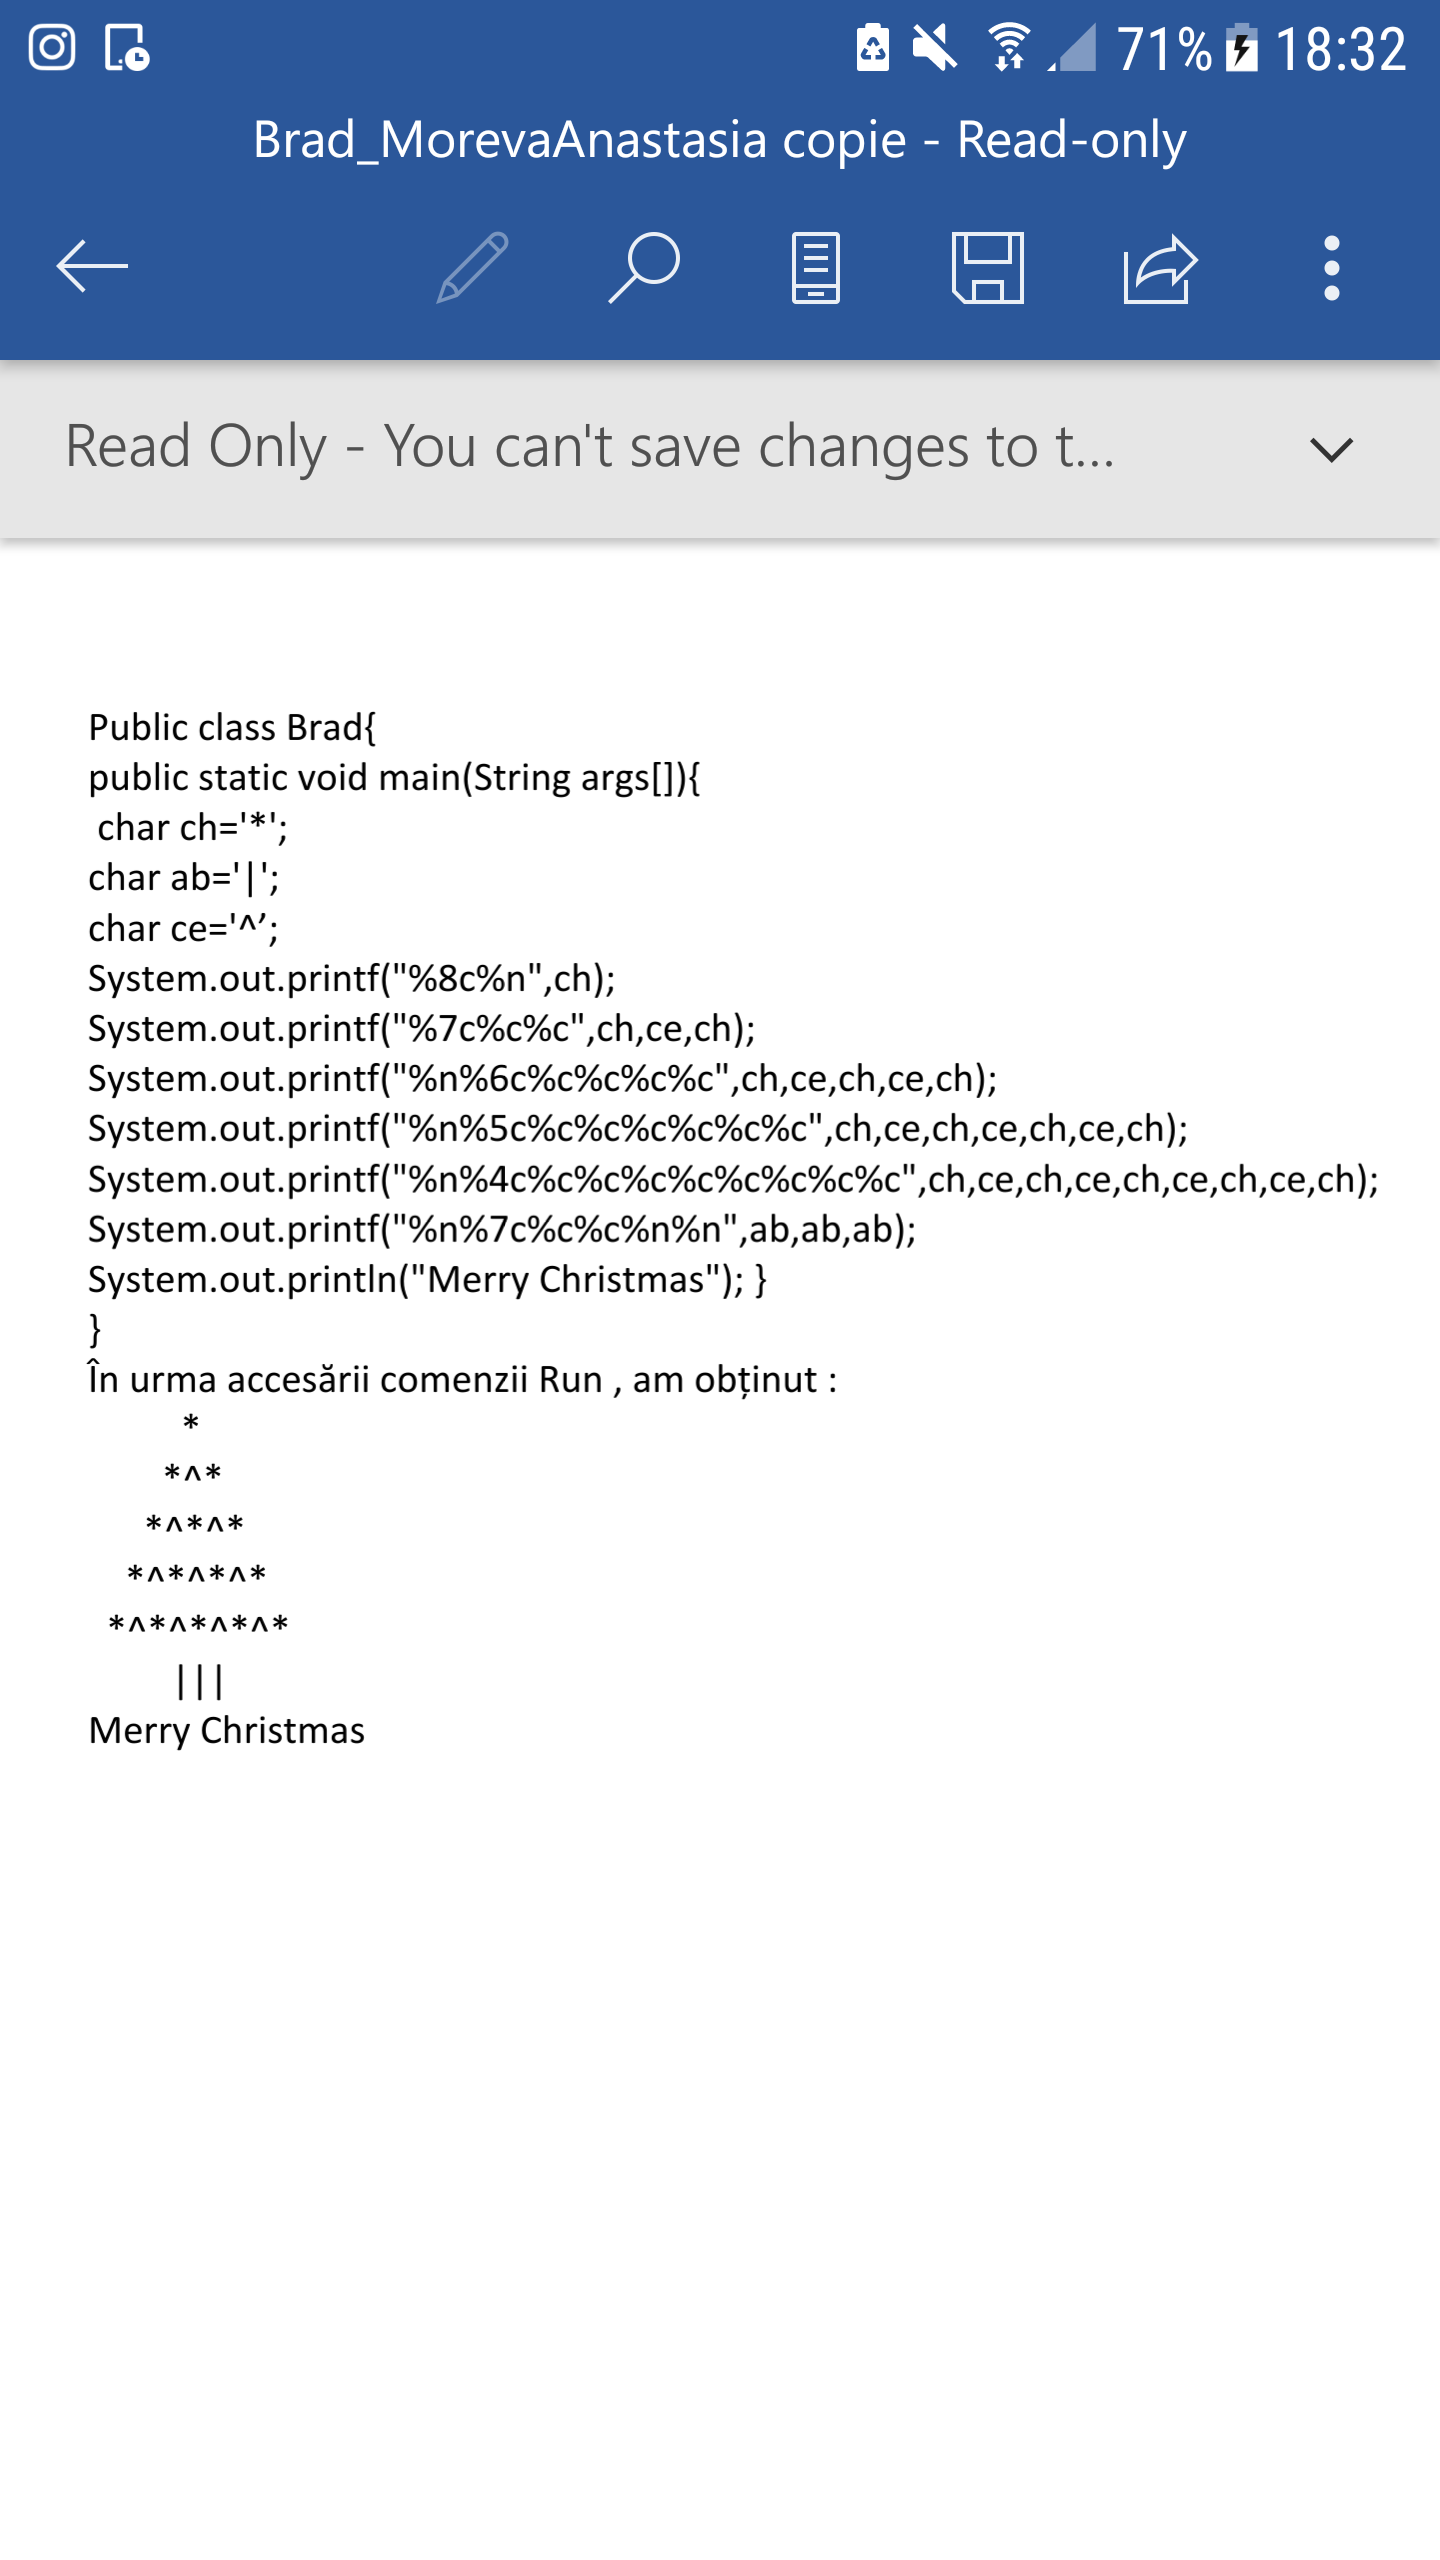 71% 18:32
Brad_MorevaAnastasia copie - Read-only
Read Only - You can't save changes to t...
Public class Brad{
public static void main(String args[]){
 char ch='*';
char ab='|';
char ce='^’;
System.out.printf("%8c%n",ch);
System.out.printf("%7c%c%c",ch,ce,ch);
System.out.printf("%n%6c%c%c%c%c",ch,ce,ch,ce,ch);
System.out.printf("%n%5c%c%c%c%c%c%c",ch,ce,ch,ce,ch,ce,ch);
System.out.printf("%n%4c%c%c%c%c%c%c%c%c",ch,ce,ch,ce,ch,ce,ch,ce,ch);
System.out.printf("%n%7c%c%c%n%n",ab,ab,ab);
System.out.println("Merry Christmas"); }
}
În urma accesării comenzii Run , am obținut :
          *
        *^*
      *^*^*
    *^*^*^*
  *^*^*^*^*
         |||
Merry Christmas